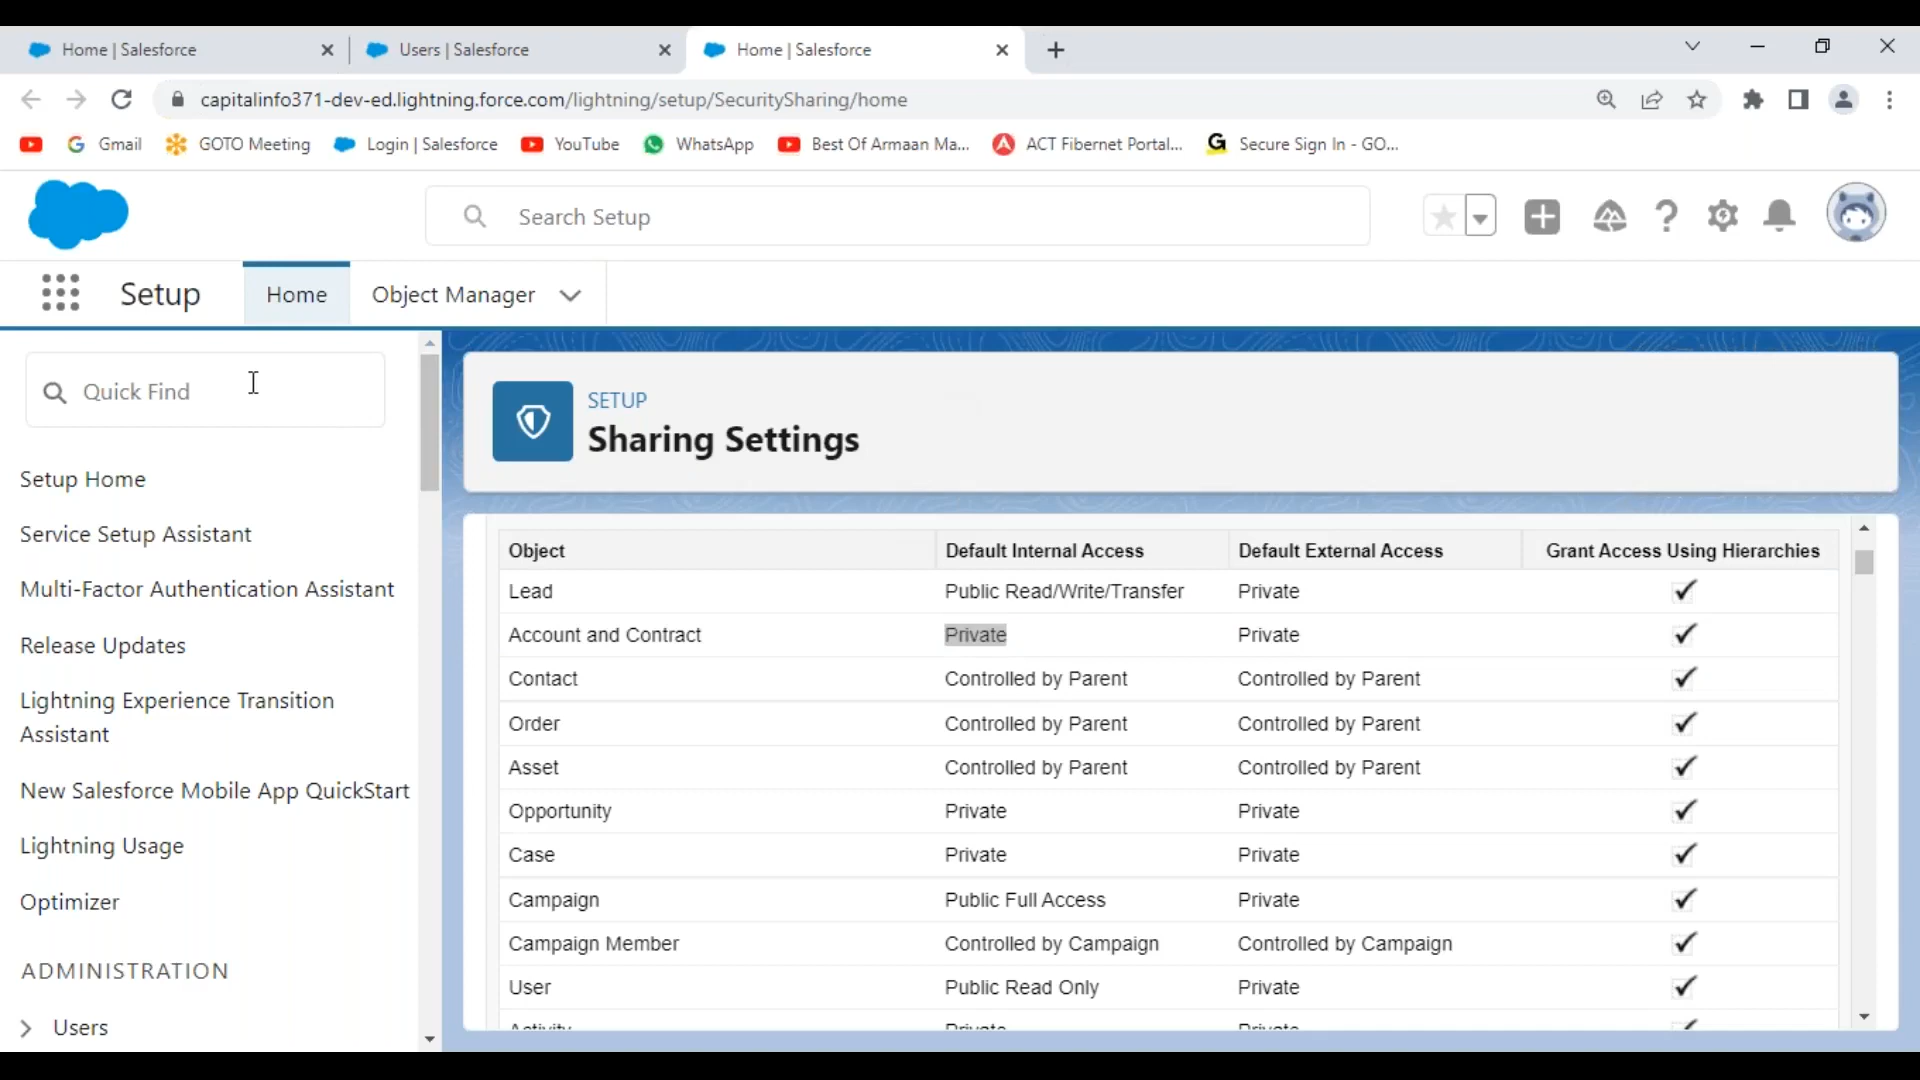 Home | Salesforce
Users | Salesforce
Home | Salesforce
capitalinfo371-dev-ed.lightning.force.com/lightning/setup/SecuritySharing/home
Gmail
GOTO Meeting
Login | Salesforce
YouTube
WhatsApp
Best Of Armaan Ma...
ACT Fibernet Portal...
Secure Sign In - GO...
Search Setup
Setup
Home
Object Manager
Quick Find
Setup Home
Service Setup Assistant
Multi-Factor Authentication Assistant
Release Updates
Lightning Experience Transition
Assistant
New Salesforce Mobile App QuickStart
Lightning Usage
Optimizer
ADMINISTRATION
Users
SETUP
Sharing Settings
Object Default Internal Access Default External Access Grant Access Using Hierarchies
Lead Public Read/Write/Transfer Private
Account and Contract Private Private
Contact Controlled by Parent Controlled by Parent
Order Controlled by Parent Controlled by Parent
Asset Controlled by Parent Controlled by Parent
Opportunity Private Private
Case Private Private
Campaign Public Full Access Private
Campaign Member Controlled by Campaign Controlled by Campaign
User Public Read Only Private
Activity Private Private